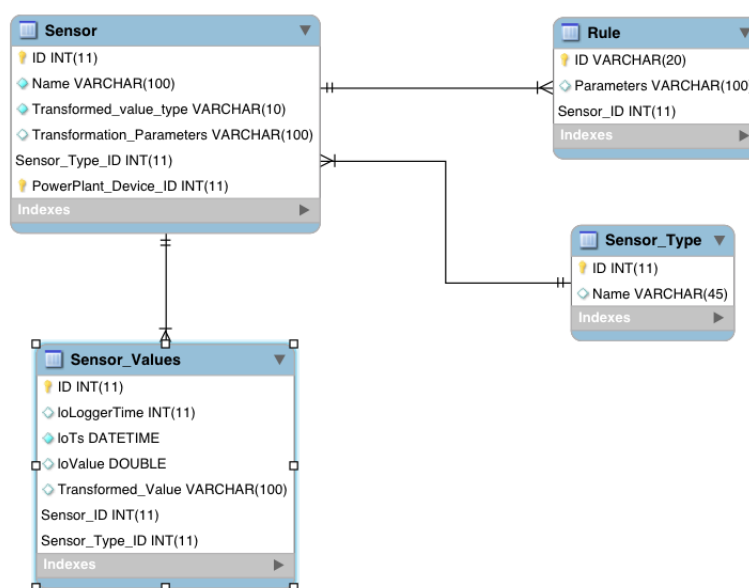 Sensor
ID INT(11)
Name VARCHAR(100)
Transformed_value_type VARCHAR(10)
Transformation_Parameters VARCHAR(100)
Sensor_Type_ID INT(11)
PowerPlant_Device_ID INT(11)
Indexes
Rule
ID VARCHAR(20)
Parameters VARCHAR(100
Sensor_ID INT(11)
Indexes
Sensor_Type
ID INT(11)
Name VARCHAR(45)
Indexes
Sensor_Values
ID INT(11)
IoLoggerTime INT(11)
IoTs DATETIME
IoValue DOUBLE
Transformed_Value VARCHAR(100)
Sensor_ID INT(11)
Sensor_Type_ID INT(11)
Indexes